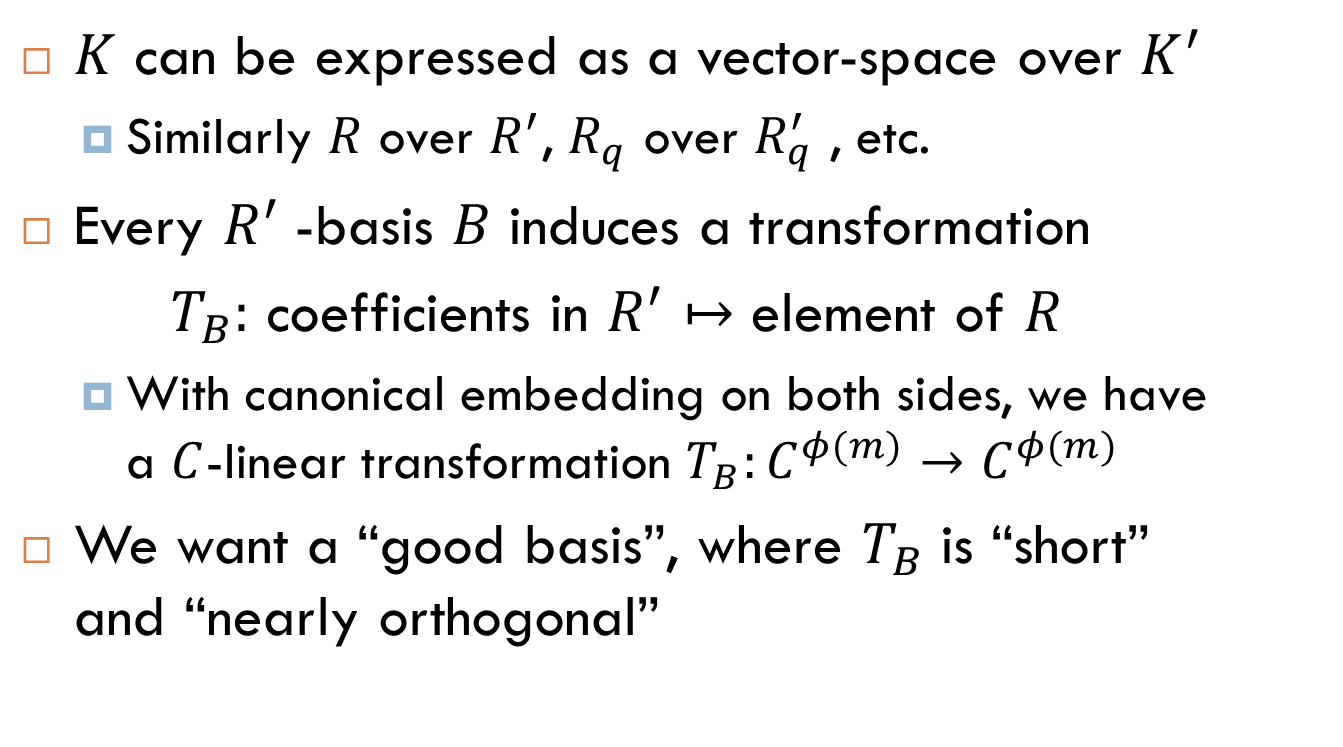 K can be expressed as a vector-space over K′
Similarly R over R′, R_q over R′_q , etc.
Every R′ -basis B induces a transformation
T_B: coefficients in R′ ↦ element of R
With canonical embedding on both sides, we have
a C-linear transformation T_B: C^ϕ(m) → C^ϕ(m)
We want a “good basis”, where T_B is “short”
and “nearly orthogonal”